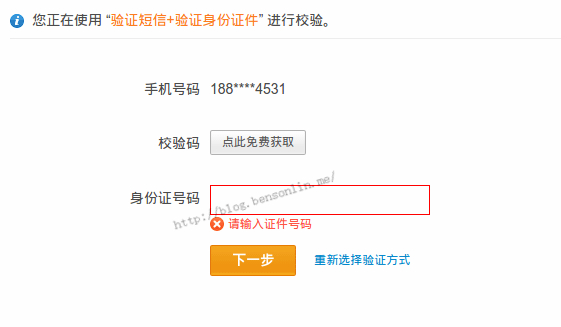 您正在使用 “验证短信+验证身份证件” 进行校验。
手机号码 188****4531
校验码 点此免费获取
身份证号码
http://blog.bensonlin.me/
请输入证件号码
下一步 重新选择验证方式